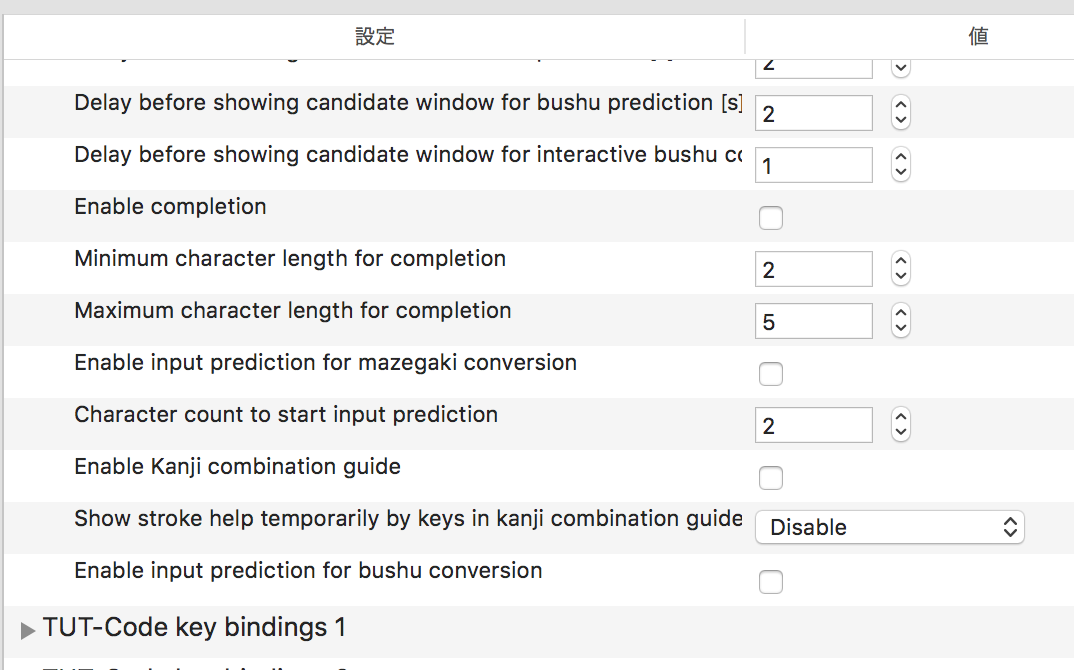 設定 値
2
Delay before showing candidate window for bushu prediction [s] 2
Delay before showing candidate window for interactive bushu 1
Enable completion
Minimum character length for completion 2
Maximum character length for completion 5
Enable input prediction for mazegaki conversion
Character count to start input prediction 2
Enable Kanji combination guide
Show stroke help temporarily by keys in kanji combination guide Disable
Enable input prediction for bushu conversion
TUT-Code key bindings 1